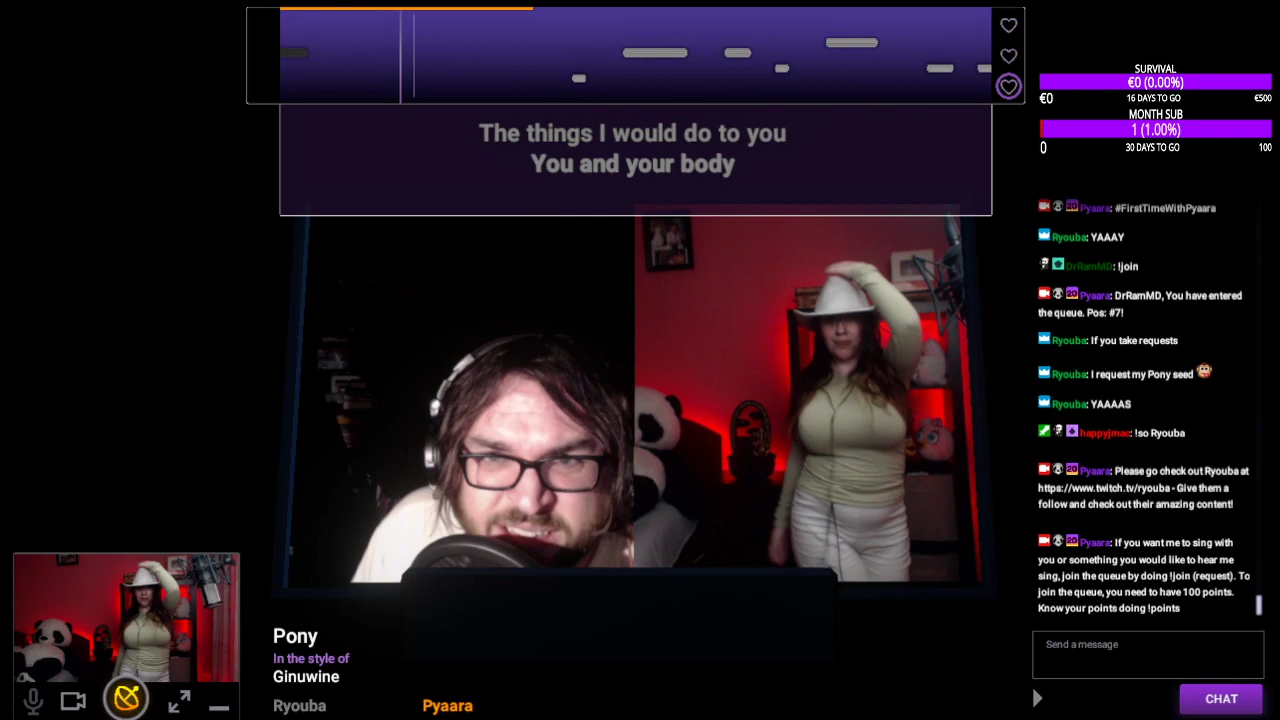 The things I would do to you
You and your body
SURVIVAL
€0 (0.00%)
€0 16 DAYS TO GO €500
MONTH SUB
1 (1.00%)
0 30 DAYS TO GO 100
Pyaara: #FirstTimeWithPyaara
Ryouba: YAAAY
DrRamMD: !join
Pyaara: DrRamMD, You have entered
the queue. Pos: #7!
Ryouba: If you take requests
Ryouba: I request my Pony seed
Ryouba: YAAAAS
happyjmac: !so Ryouba
Pyaara: Please go check out Ryouba at
https://www.twitch.tv/ryouba - Give them a
follow and check out their amazing content!
Pyaara: If you want me to sing with
you or something you would like to hear me
sing, join the queue by doing !join (request). To
join the queue, you need to have 100 points.
Know your points doing !points
Send a message
CHAT
Pony
In the style of
Ginuwine
Ryouba Pyaara